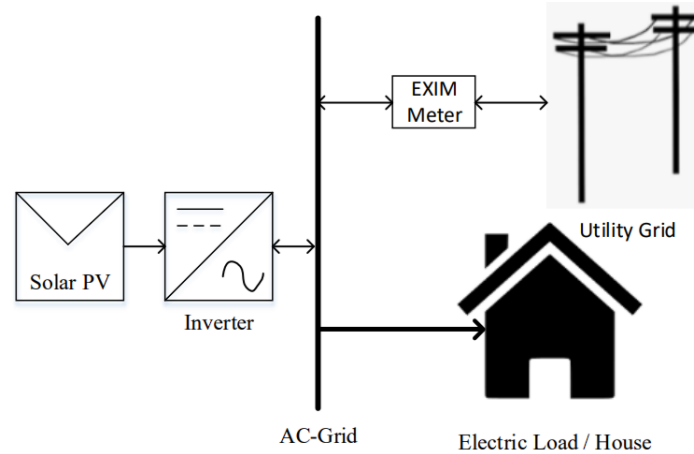 EXIM
Meter
Utility Grid
Solar PV
Inverter
AC-Grid
Electric Load / House